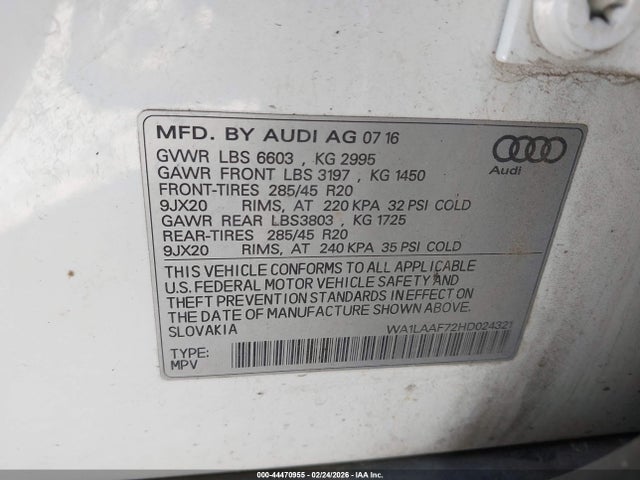 MFD. BY AUDI AG 07 16
GVWR LBS 6603 , KG 2995
GAWR FRONT LBS 3197 , KG 1450
FRONT-TIRES 285/45 R20
9JX20 RIMS, AT 220 KPA 32 PSI COLD
GAWR REAR LBS3803 , KG 1725
REAR-TIRES 285/45 R20
9JX20 RIMS, AT 240 KPA 35 PSI COLD
Audi
THIS VEHICLE CONFORMS TO ALL APPLICABLE
U.S. FEDERAL MOTOR VEHICLE SAFETY AND
THEFT PREVENTION STANDARDS IN EFFECT ON
THE DATE OF MANUFACTURE SHOWN ABOVE.
SLOVAKIA WA1LAAF72HD024321
TYPE:
MPV
000-44470955 - 02/24/2026 - IAA Inc.